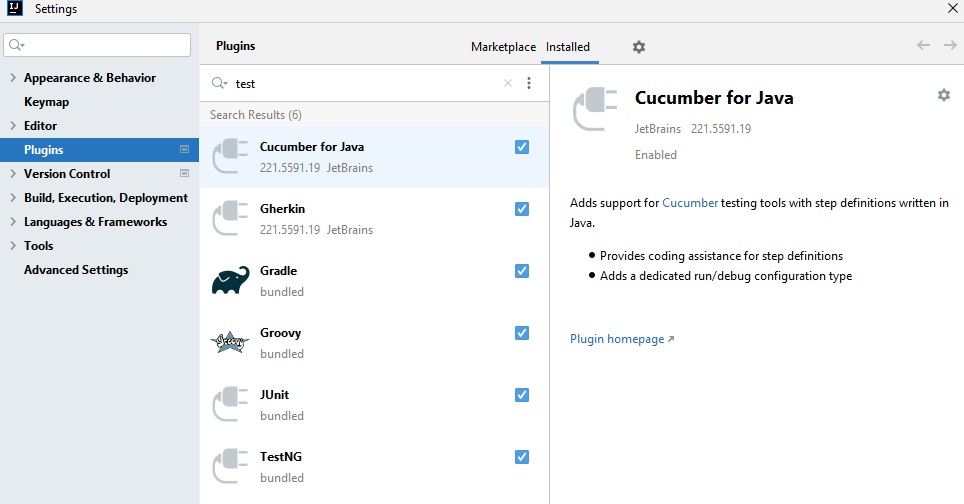 IJ
Settings
Appearance & Behavior
Keymap
Editor
Plugins
Version Control
Build, Execution, Deployment
Languages & Frameworks
Tools
Advanced Settings
Plugins
Marketplace
Installed
test
Search Results (6)
Cucumber for Java
221.5591.19 JetBrains
Gherkin
221.5591.19 JetBrains
Gradle
bundled
Groovy
bundled
JUnit
bundled
TestNG
bundled
Cucumber for Java
JetBrains 221.5591.19
Enabled
Adds support for Cucumber testing tools with step definitions written in
Java.
● Provides coding assistance for step definitions
● Adds a dedicated run/debug configuration type
Plugin homepage ↗